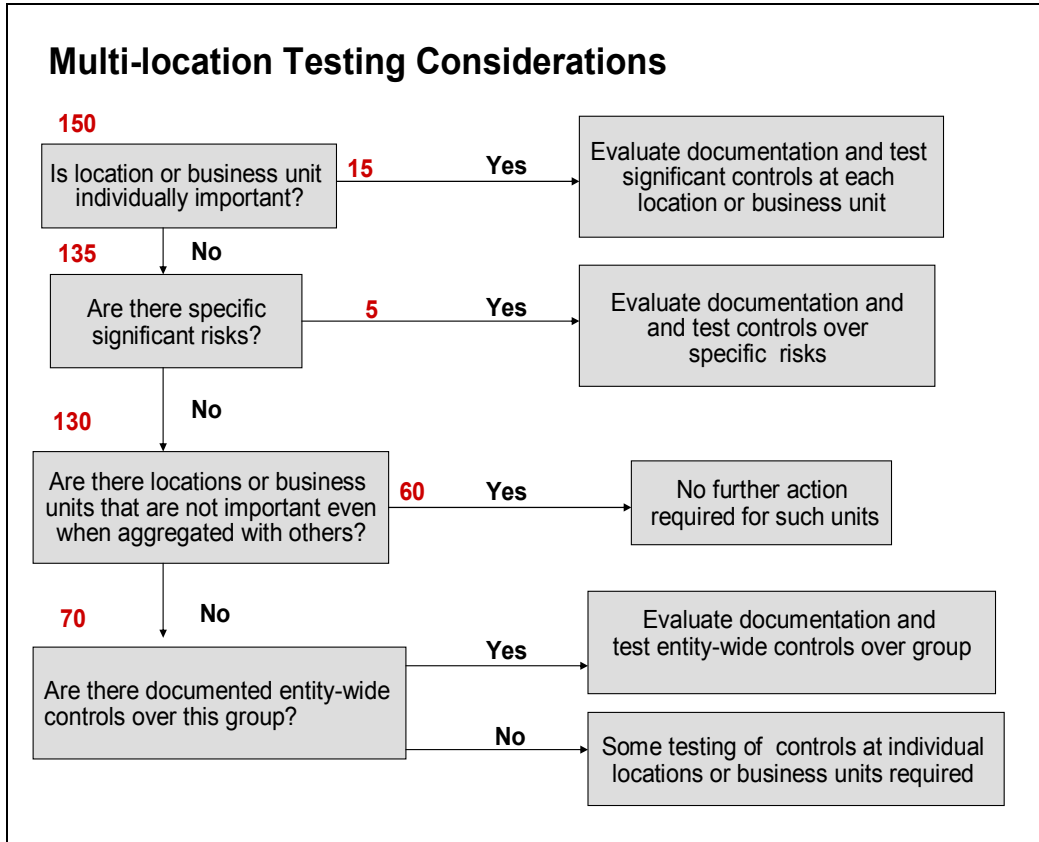 Multi-location Testing Considerations
150
Is location or business unit
individually important?
15
Yes
Evaluate documentation and test
significant controls at each
location or business unit
No
135
Are there specific
significant risks?
5
Yes
Evaluate documentation and
and test controls over
specific risks
No
130
Are there locations or business
units that are not important even
when aggregated with others?
60
Yes
No further action
required for such units
No
70
Are there documented entity-wide
controls over this group?
Yes
Evaluate documentation and
test entity-wide controls over group
No
Some testing of controls at individual
locations or business units required